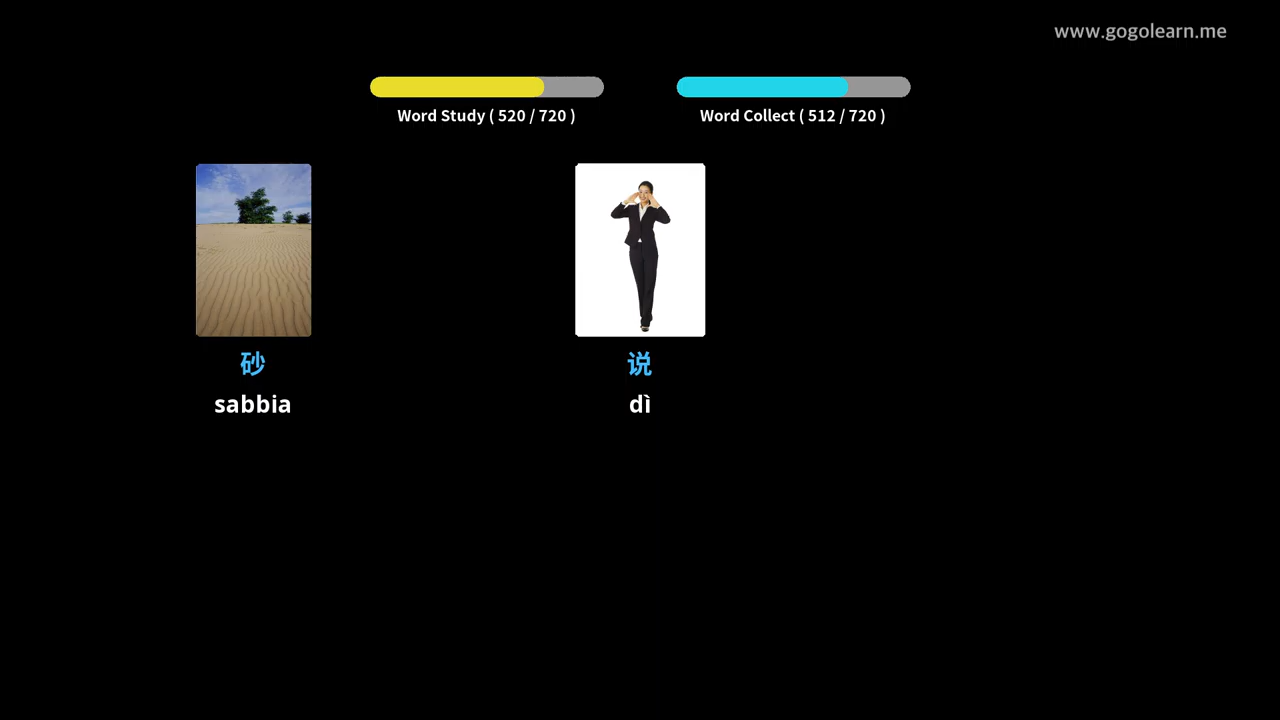 www.gogolearn.me
Word Study ( 520 / 720 )
Word Collect ( 512 / 720 )
砂
sabbia
说
dì